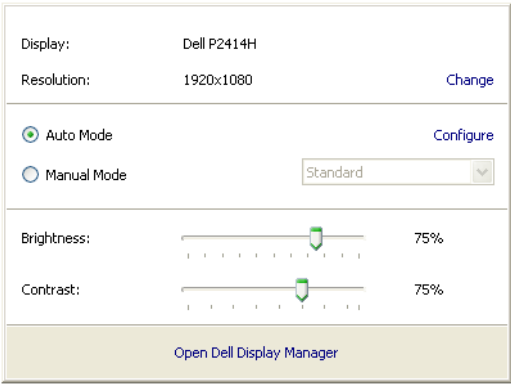 Display: Dell P2414H
Resolution: 1920x1080 Change
Auto Mode Configure
Manual Mode Standard
Brightness: 75%
Contrast: 75%
Open Dell Display Manager